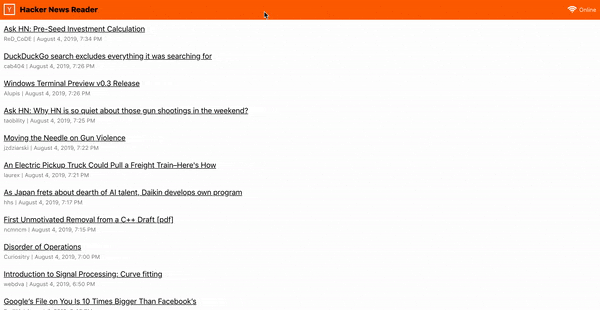 Y Hacker News Reader
Online
Ask HN: Pre-Seed Investment Calculation
ReD_CoDE | August 4, 2019, 7:34 PM
DuckDuckGo search excludes everything it was searching for
cab404 | August 4, 2019, 7:28 PM
Windows Terminal Preview v0.3 Release
Alupis | August 4, 2019, 7:26 PM
Ask HN: Why HN is so quiet about those gun shootings in the weekend?
taobility | August 4, 2019, 7:25 PM
Moving the Needle on Gun Violence
jzdziarski | August 4, 2019, 7:22 PM
An Electric Pickup Truck Could Pull a Freight Train–Here's How
laurex | August 4, 2019, 7:21 PM
As Japan frets about dearth of AI talent, Daikin develops own program
hhs | August 4, 2019, 7:17 PM
First Unmotivated Removal from a C++ Draft [pdf]
ncmncm | August 4, 2019, 7:15 PM
Disorder of Operations
Curiositry | August 4, 2019, 7:00 PM
Introduction to Signal Processing: Curve fitting
webdva | August 4, 2019, 6:50 PM
Google's File on You Is 10 Times Bigger Than Facebook's